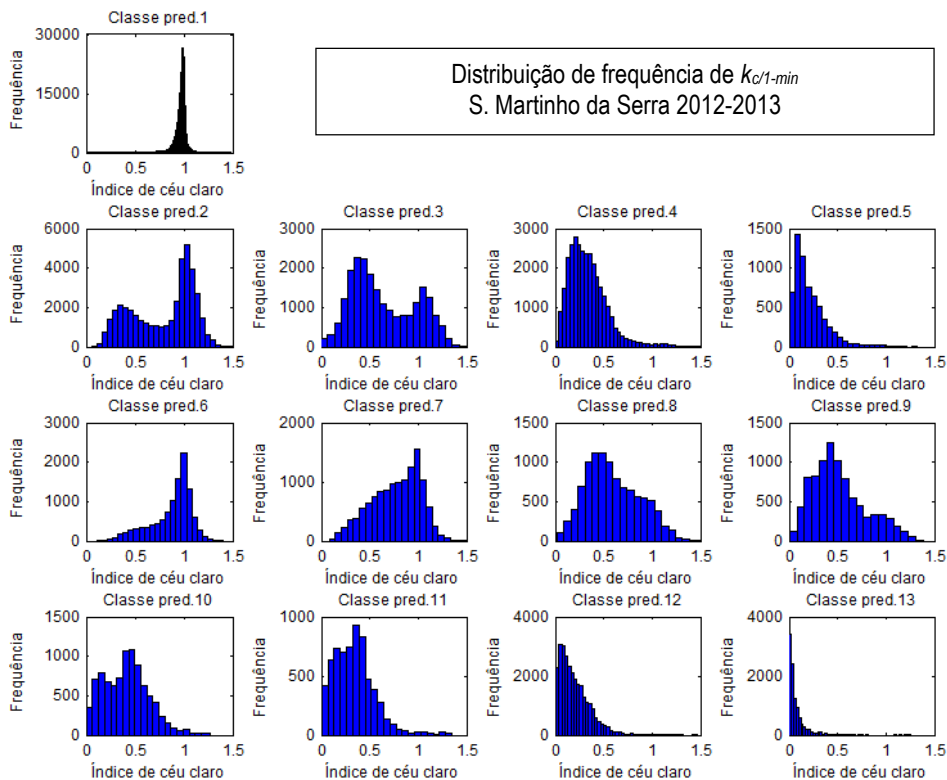 Classe pred.1
30000
15000
0
Frequência
0 0.5 1 1.5
Índice de céu claro
Distribuição de frequência de kc/1-min
S. Martinho da Serra 2012-2013
Classe pred.2
6000
4000
2000
0
Frequência
0 0.5 1 1.5
Índice de céu claro
Classe pred.3
3000
2000
1000
0
Frequência
0 0.5 1 1.5
Índice de céu claro
Classe pred.4
3000
2000
1000
0
Frequência
0 0.5 1 1.5
Índice de céu claro
Classe pred.5
1500
1000
500
0
Frequência
0 0.5 1 1.5
Índice de céu claro
Classe pred.6
3000
2000
1000
0
Frequência
0 0.5 1 1.5
Índice de céu claro
Classe pred.7
2000
1000
0
Frequência
0 0.5 1 1.5
Índice de céu claro
Classe pred.8
1500
1000
500
0
Frequência
0 0.5 1 1.5
Índice de céu claro
Classe pred.9
1500
1000
500
0
Frequência
0 0.5 1 1.5
Índice de céu claro
Classe pred.10
1500
1000
500
0
Frequência
0 0.5 1 1.5
Índice de céu claro
Classe pred.11
1000
500
0
Frequência
0 0.5 1 1.5
Índice de céu claro
Classe pred.12
4000
2000
0
Frequência
0 0.5 1 1.5
Índice de céu claro
Classe pred.13
4000
2000
0
Frequência
0 0.5 1 1.5
Índice de céu claro